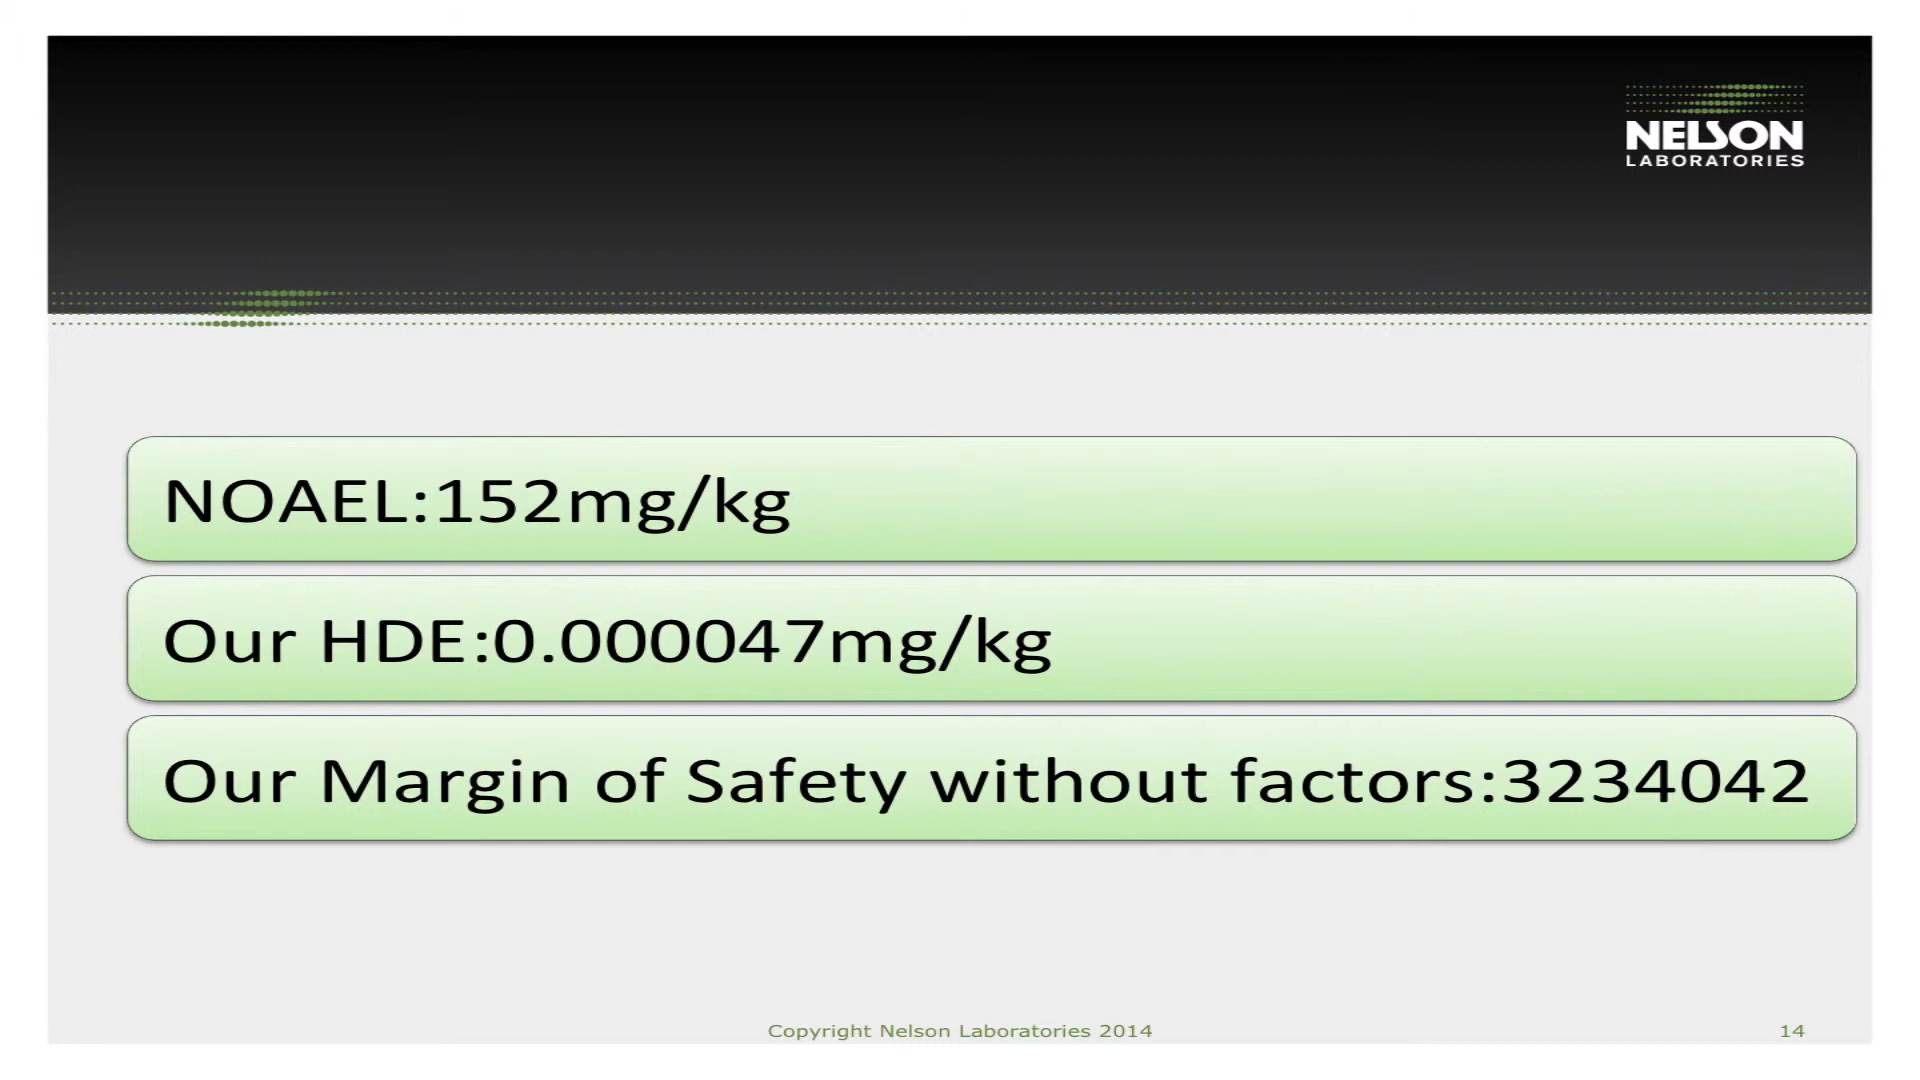 NELSON
LABORATORIES
NOAEL:152mg/kg
Our HDE:0.000047mg/kg
Our Margin of Safety without factors:3234042
Copyright Nelson Laboratories 2014
14